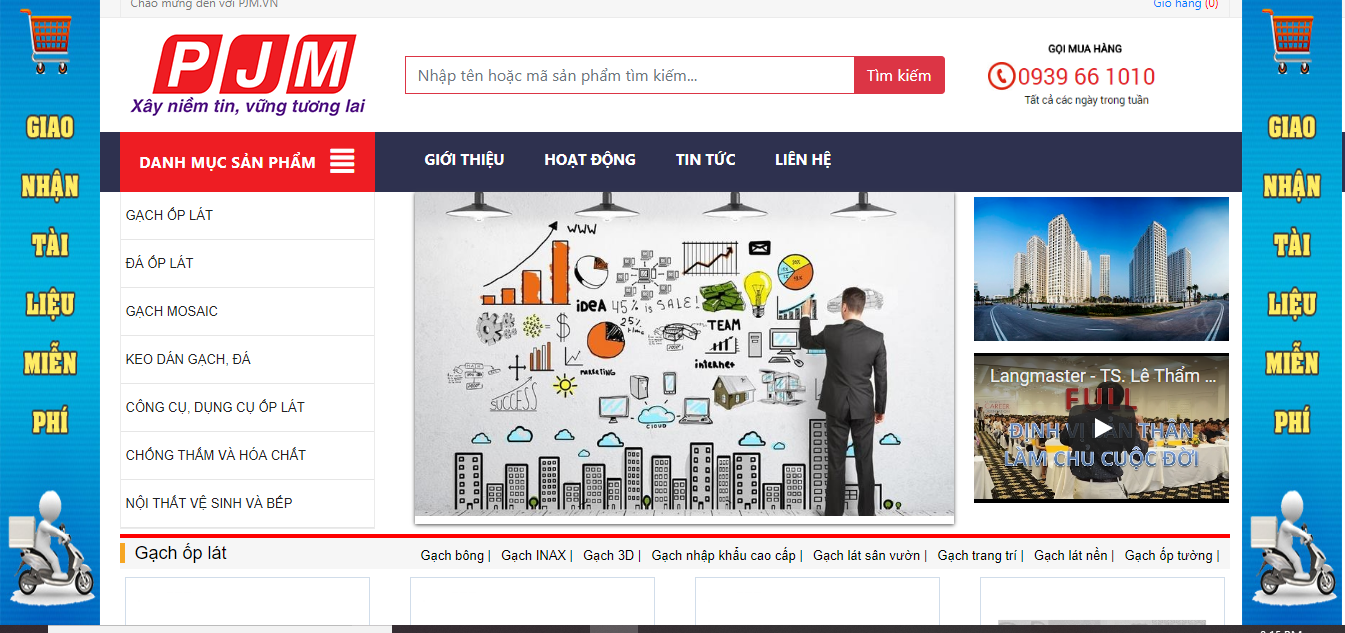 Chào mừng đến với PJM.VN
Giỏ hàng (0)
PJM
Xây niềm tin, vững tương lai
Nhập tên hoặc mã sản phẩm tìm kiếm...
Tìm kiếm
GỌI MUA HÀNG
0939 66 1010
Tất cả các ngày trong tuần
DANH MỤC SẢN PHẨM
GIỚI THIỆU
HOẠT ĐỘNG
TIN TỨC
LIÊN HỆ
GẠCH ỐP LÁT
ĐÁ ỐP LÁT
GẠCH MOSAIC
KEO DÁN GẠCH, ĐÁ
CÔNG CỤ, DỤNG CỤ ỐP LÁT
CHỐNG THẤM VÀ HÓA CHẤT
NỘI THẤT VỆ SINH VÀ BẾP
WWW
iDEA
45% is SALE!
25%
time
TEAM
internet
marketing
SUCCESS
CLOUD
Langmaster - TS. Lê Thẩm ...
FULL
ĐỊNH VỊ BẢN THÂN
LÀM CHỦ CUỘC ĐỜI
Gạch ốp lát
Gạch bông | Gạch INAX | Gạch 3D | Gạch nhập khẩu cao cấp | Gạch lát sân vườn | Gạch trang trí | Gạch lát nền | Gạch ốp tường |
GIAO
NHẬN
TÀI
LIỆU
MIỄN
PHÍ
GIAO
NHẬN
TÀI
LIỆU
MIỄN
PHÍ